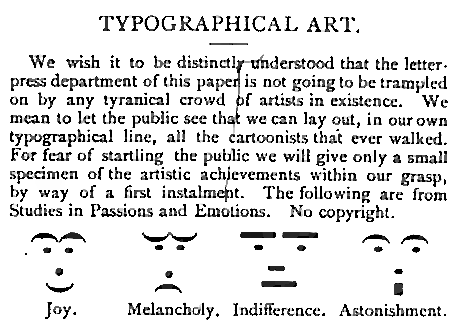 TYPOGRAPHICAL ART.
We wish it to be distinctly understood that the letter-
press department of this paper is not going to be trampled
on by any tyranical crowd of artists in existence. We
mean to let the public see that we can lay out, in our own
typographical line, all the cartoonists that ever walked.
For fear of startling the public we will give only a small
specimen of the artistic achievements within our grasp,
by way of a first instalment. The following are from
Studies in Passions and Emotions. No copyright.
Joy. Melancholy. Indifference. Astonishment.